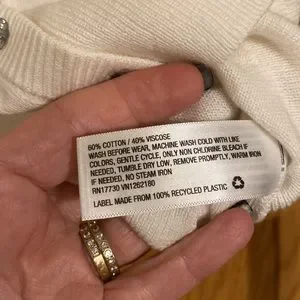 60% COTTON / 40% VISCOSE
WASH BEFORE WEAR, MACHINE WASH COLD WITH LIKE
COLORS, GENTLE CYCLE, ONLY NON CHLORINE BLEACH IF
NEEDED, TUMBLE DRY LOW, REMOVE PROMPTLY, WARM IRON
IF NEEDED, NO STEAM IRON
RN17730 VN1262180
LABEL MADE FROM 100% RECYCLED PLASTIC